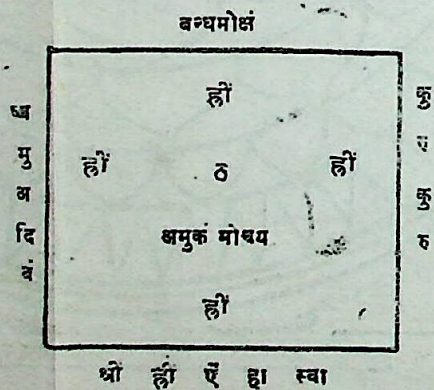 बन्धमोक्षं
ह्रीं
ह्रीं ठ ह्रीं
अमुकं मोचय
ह्रीं
मु
अ
दि
बं
कु
रु
कु
रु
श्रीं ह्रीं ऐं हा स्वा